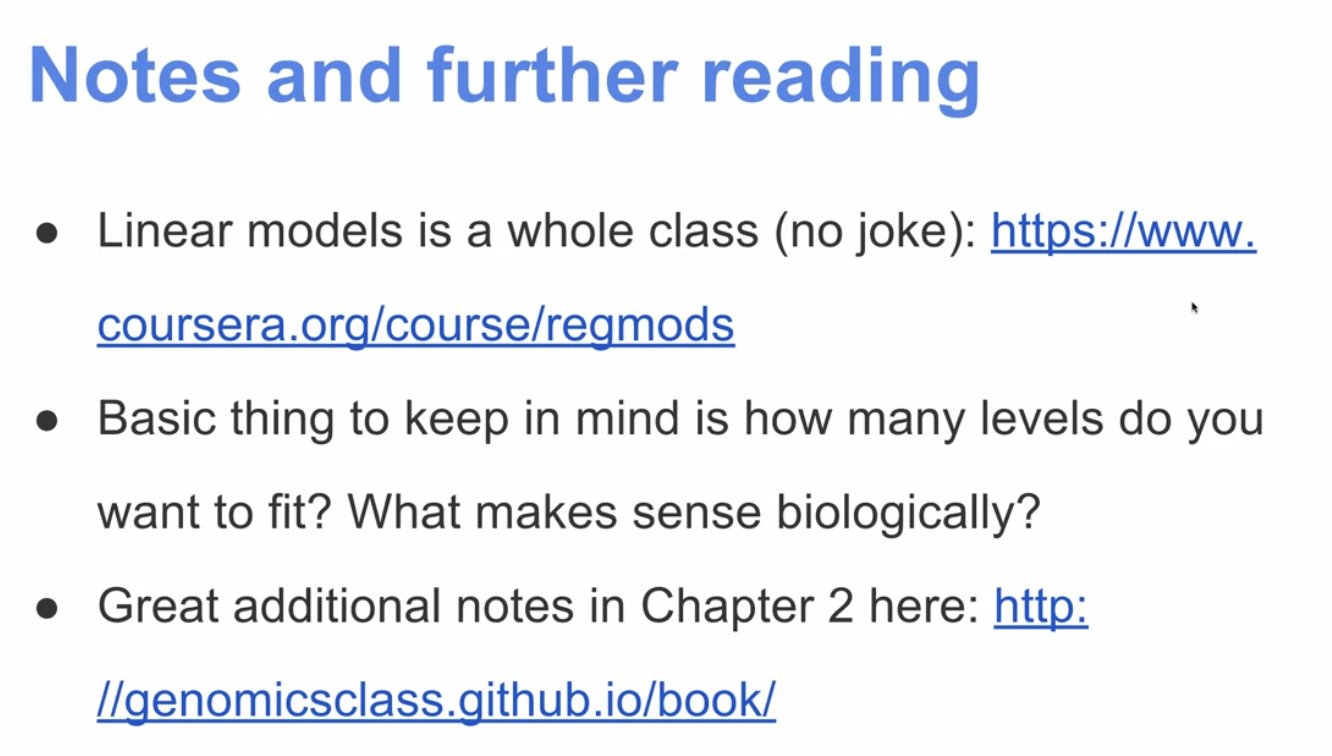 Notes and further reading
● Linear models is a whole class (no joke): https://www.
coursera.org/course/regmods
● Basic thing to keep in mind is how many levels do you
want to fit? What makes sense biologically?
● Great additional notes in Chapter 2 here: http:
//genomicsclass.github.io/book/